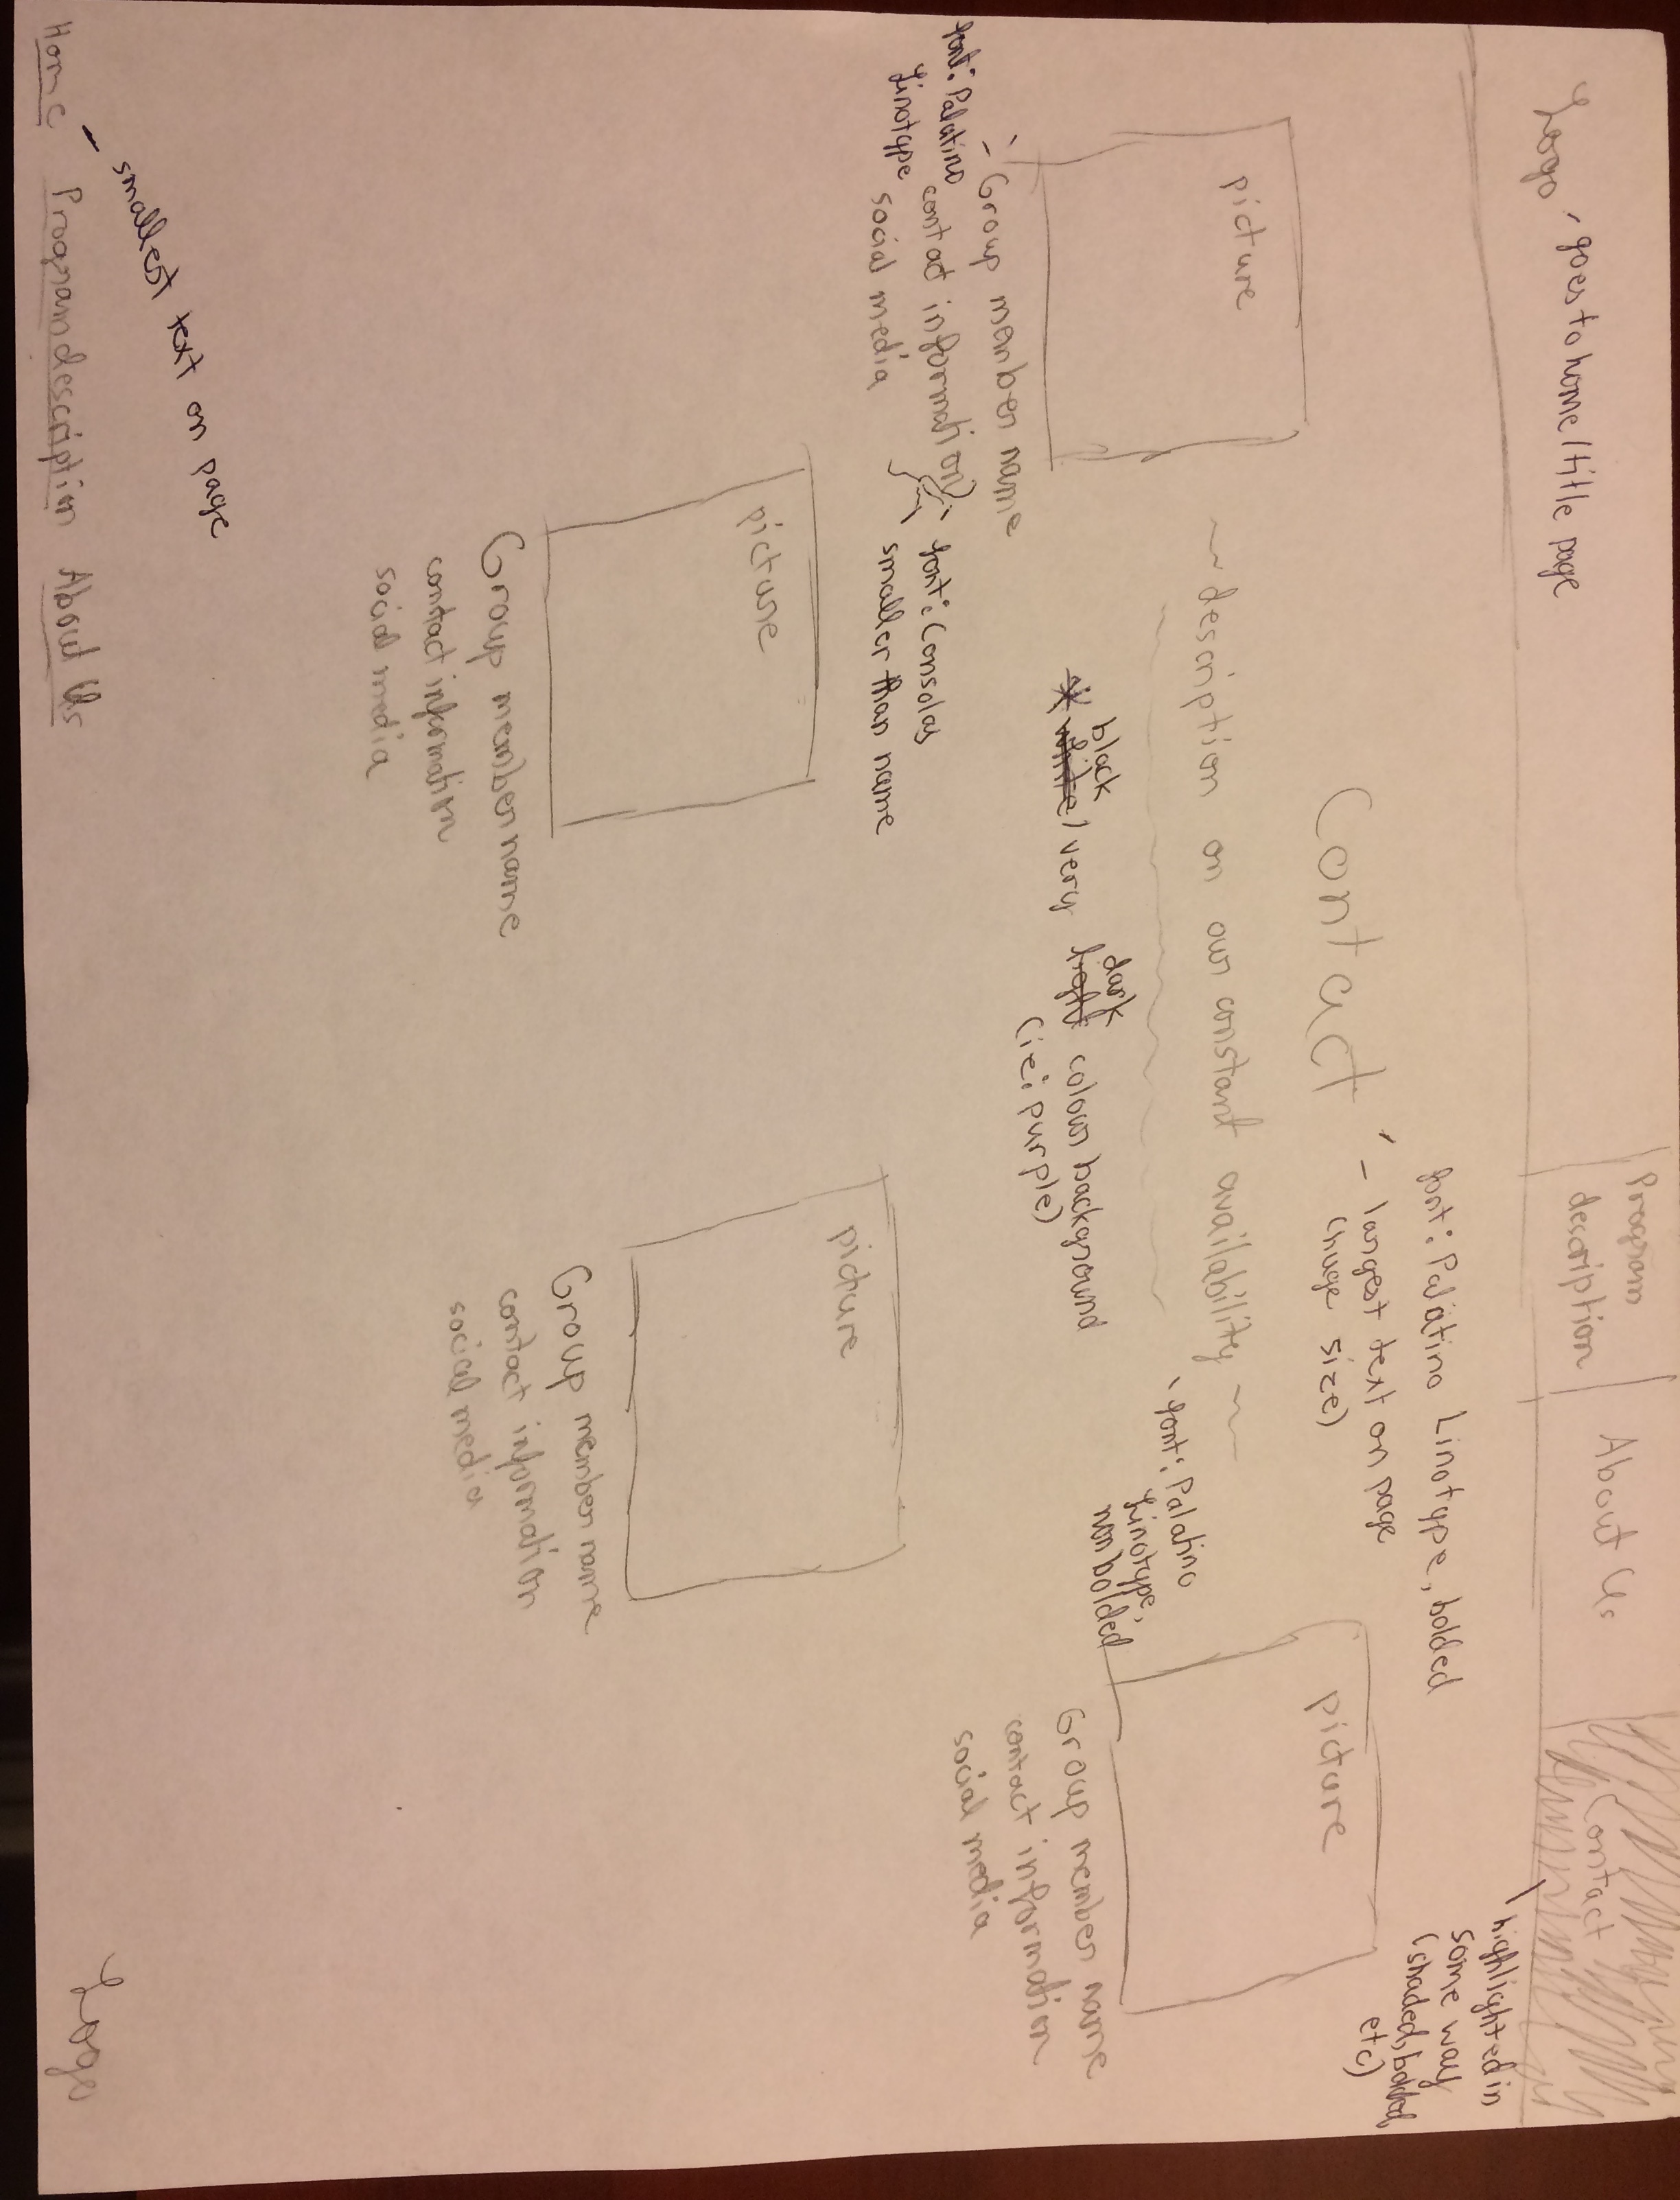 Logo - goes to home / title page
Program
description
About Us
Contact
highlighted in
some way
(shaded, bolded,
etc)
font: Palatino Linotype, bolded
- largest text on page
(huge size)
Contact
picture
picture
~ description on our constant availability ~
font: Palatino
Linotype,
non bolded
black dark
* white / very light colour background
(ie: purple)
Group member name
contact information
social media
font: Palatino
Linotype
font: Consolas
smaller than name
Group member name
contact information
social media
picture
picture
Group member name
contact information
social media
Group member name
contact information
social media
- smallest text on page
Home Program description About Us
Logo